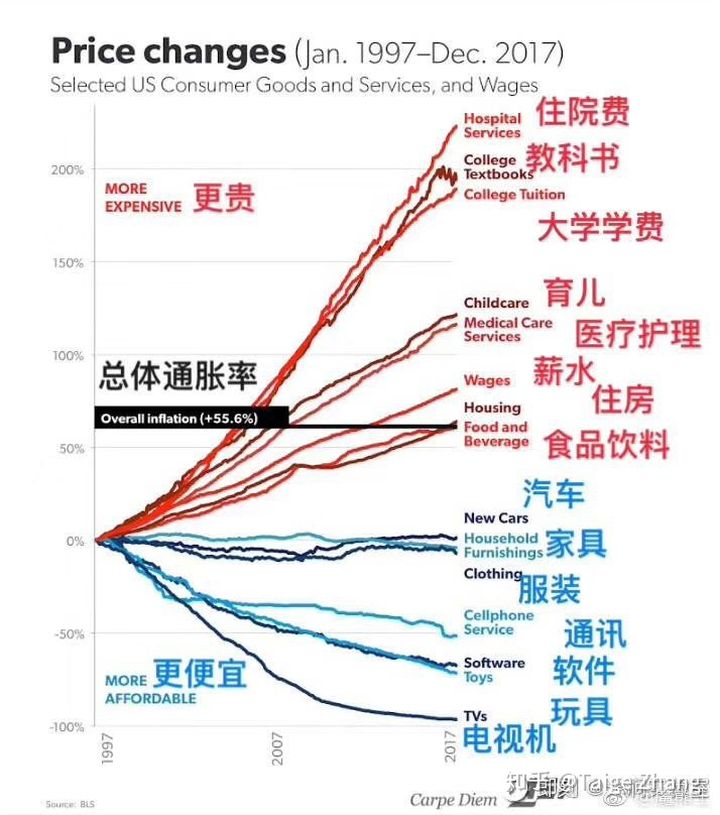 Price changes (Jan. 1997–Dec. 2017)
Selected US Consumer Goods and Services, and Wages
200%
150%
100%
50%
0%
-50%
-100%
MORE
EXPENSIVE 更贵
总体通胀率
Overall inflation (+55.6%)
MORE
AFFORDABLE 更便宜
Hospital
Services 住院费
College
Textbooks 教科书
College Tuition
大学学费
Childcare 育儿
Medical Care
Services 医疗护理
Wages 薪水
Housing 住房
Food and
Beverage 食品饮料
汽车
New Cars
Household
Furnishings 家具
Clothing 服装
Cellphone
Service 通讯
Software 软件
Toys 玩具
TVs
电视机
1997
2007
2017
Source: BLS
Carpe Diem
知乎 @Taige Zhang
即刻